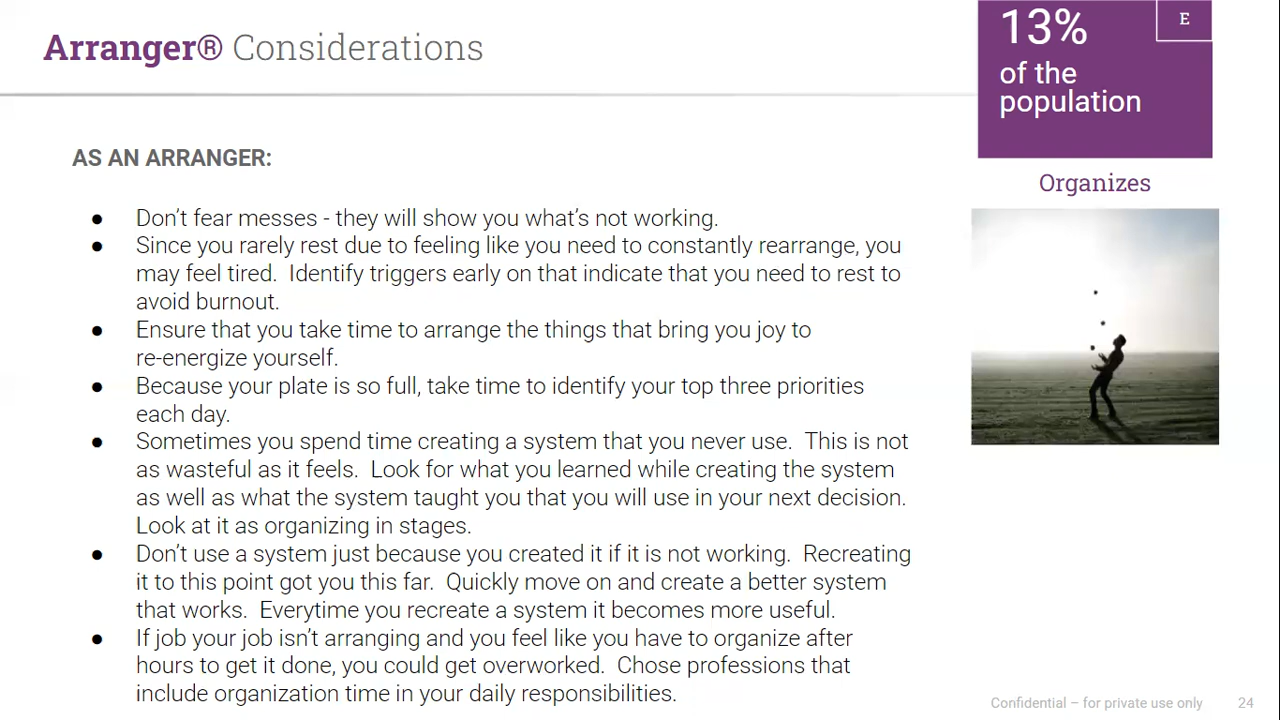 Arranger® Considerations
13%
E
of the
population
Organizes
AS AN ARRANGER:
● Don't fear messes - they will show you what's not working.
● Since you rarely rest due to feeling like you need to constantly rearrange, you
may feel tired.  Identify triggers early on that indicate that you need to rest to
avoid burnout.
● Ensure that you take time to arrange the things that bring you joy to
re-energize yourself.
● Because your plate is so full, take time to identify your top three priorities
each day.
● Sometimes you spend time creating a system that you never use.  This is not
as wasteful as it feels.  Look for what you learned while creating the system
as well as what the system taught you that you will use in your next decision.
Look at it as organizing in stages.
● Don't use a system just because you created it if it is not working.  Recreating
it to this point got you this far.  Quickly move on and create a better system
that works.  Everytime you recreate a system it becomes more useful.
● If job your job isn't arranging and you feel like you have to organize after
hours to get it done, you could get overworked.  Chose professions that
include organization time in your daily responsibilities.
Confidential – for private use only 24